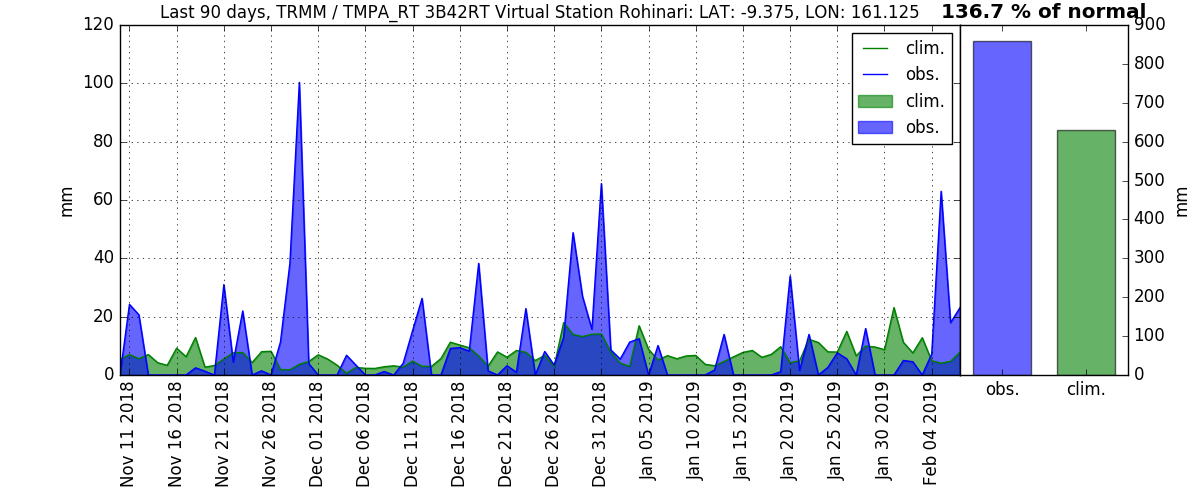 Last 90 days, TRMM / TMPA_RT 3B42RT Virtual Station Rohinari: LAT: -9.375, LON: 161.125
136.7 % of normal
mm
120
100
80
60
40
20
0
clim.
obs.
clim.
obs.
900
800
700
600
500
400
300
200
100
0
mm
Nov 11 2018
Nov 16 2018
Nov 21 2018
Nov 26 2018
Dec 01 2018
Dec 06 2018
Dec 11 2018
Dec 16 2018
Dec 21 2018
Dec 26 2018
Dec 31 2018
Jan 05 2019
Jan 10 2019
Jan 15 2019
Jan 20 2019
Jan 25 2019
Jan 30 2019
Feb 04 2019
obs.
clim.